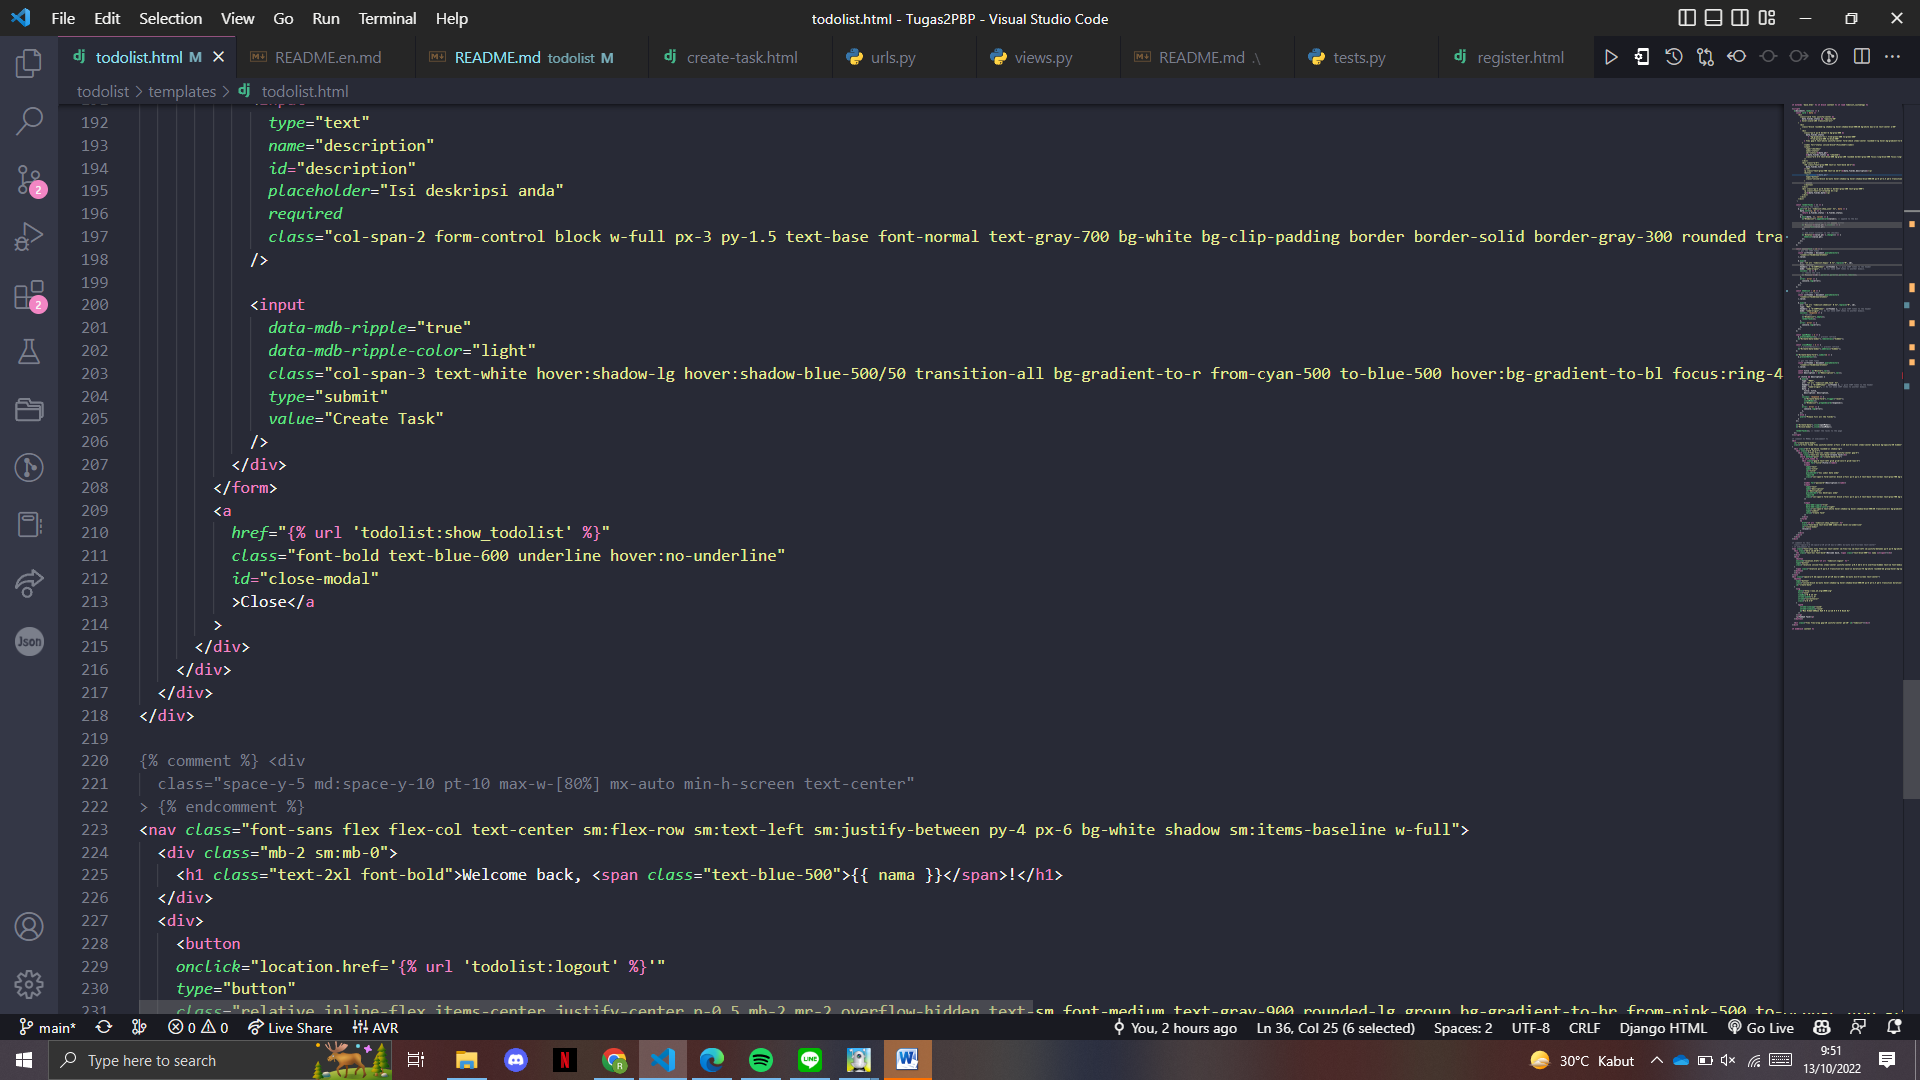 File Edit Selection View Go Run Terminal Help
todolist.html - Tugas2PBP - Visual Studio Code
todolist.html M README.en.md README.md todolist M create-task.html urls.py views.py README.md .\ tests.py register.html
todolist > templates > todolist.html
192 type="text"
193 name="description"
194 id="description"
195 placeholder="Isi deskripsi anda"
196 required
197 class="col-span-2 form-control block w-full px-3 py-1.5 text-base font-normal text-gray-700 bg-white bg-clip-padding border border-solid border-gray-300 rounded tra
198 />
199
200 <input
201 data-mdb-ripple="true"
202 data-mdb-ripple-color="light"
203 class="col-span-3 text-white hover:shadow-lg hover:shadow-blue-500/50 transition-all bg-gradient-to-r from-cyan-500 to-blue-500 hover:bg-gradient-to-bl focus:ring-4
204 type="submit"
205 value="Create Task"
206 />
207 </div>
208 </form>
209 <a
210 href="{% url 'todolist:show_todolist' %}"
211 class="font-bold text-blue-600 underline hover:no-underline"
212 id="close-modal"
213 >Close</a
214 >
215 </div>
216 </div>
217 </div>
218 </div>
219
220 {% comment %} <div
221 class="space-y-5 md:space-y-10 pt-10 max-w-[80%] mx-auto min-h-screen text-center"
222 > {% endcomment %}
223 <nav class="font-sans flex flex-col text-center sm:flex-row sm:text-left sm:justify-between py-4 px-6 bg-white shadow sm:items-baseline w-full">
224 <div class="mb-2 sm:mb-0">
225 <h1 class="text-2xl font-bold">Welcome back, <span class="text-blue-500">{{ nama }}</span>!</h1>
226 </div>
227 <div>
228 <button
229 onclick="location.href='{% url 'todolist:logout' %}'"
230 type="button"
231 class="relative inline-flex items-center justify-center p-0.5 mb-2 mr-2 overflow-hidden text-sm font-medium text-gray-900 rounded-lg group bg-gradient-to-br from-pink-500 to-
2
2
Json
main* 0 0 Live Share AVR You, 2 hours ago Ln 36, Col 25 (6 selected) Spaces: 2 UTF-8 CRLF Django HTML Go Live
Type here to search
30°C Kabut
9:51
13/10/2022